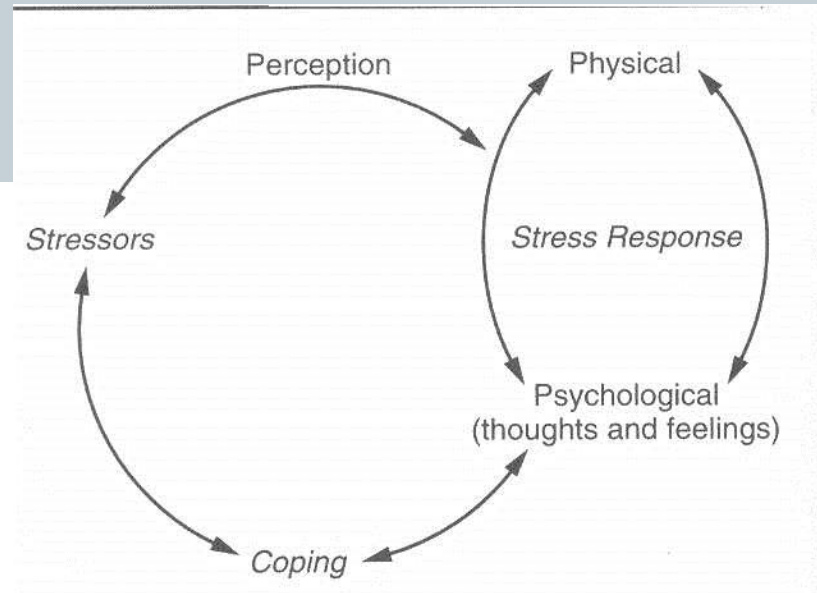 Perception
Physical
Stressors
Stress Response
Psychological
(thoughts and feelings)
Coping